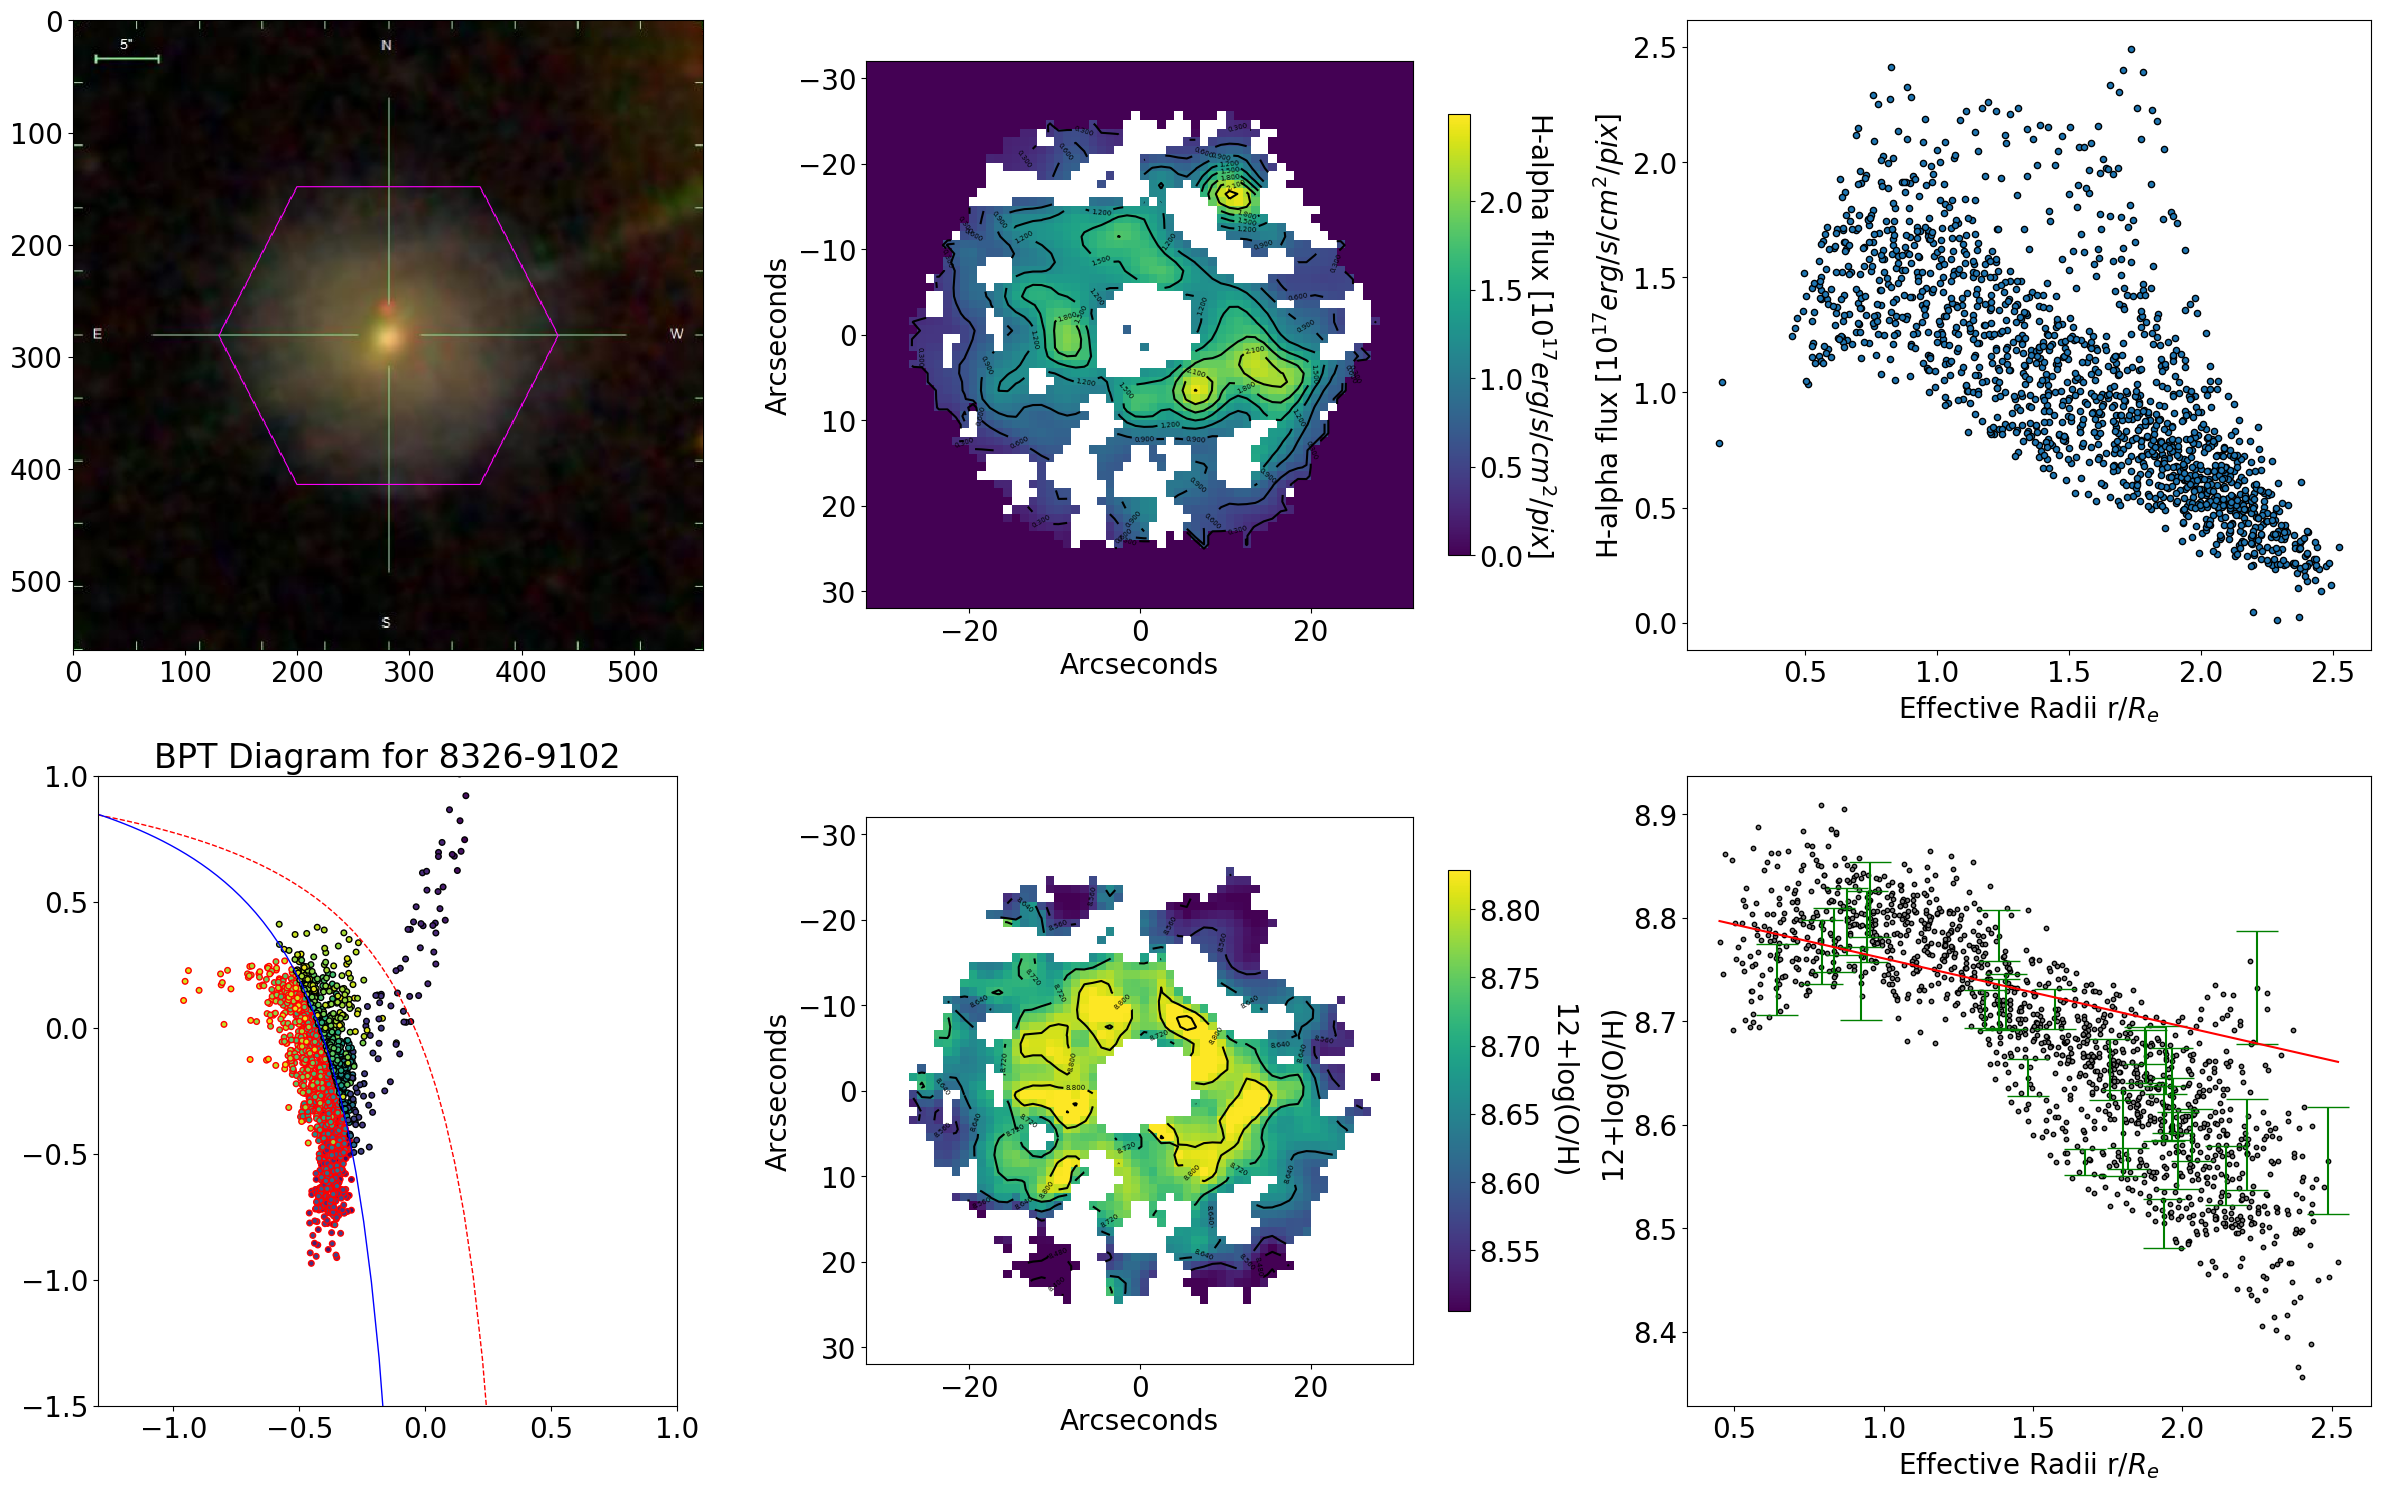 0
100
200
300
400
500
0 100 200 300 400 500
5"
N
E
W
S
−30
−20
−10
0
10
20
30
−20 0 20
Arcseconds
Arcseconds
2.0
1.5
1.0
0.5
0.0
H-alpha flux [10^17 erg/s/cm^2/pix]
H-alpha flux [10^17 erg/s/cm^2/pix]
2.5
2.0
1.5
1.0
0.5
0.0
0.5 1.0 1.5 2.0 2.5
Effective Radii r/R_e
BPT Diagram for 8326-9102
1.0
0.5
0.0
−0.5
−1.0
−1.5
−1.0 −0.5 0.0 0.5 1.0
−30
−20
−10
0
10
20
30
−20 0 20
Arcseconds
Arcseconds
8.80
8.75
8.70
8.65
8.60
8.55
12+log(O/H)
12+log(O/H)
8.9
8.8
8.7
8.6
8.5
8.4
0.5 1.0 1.5 2.0 2.5
Effective Radii r/R_e